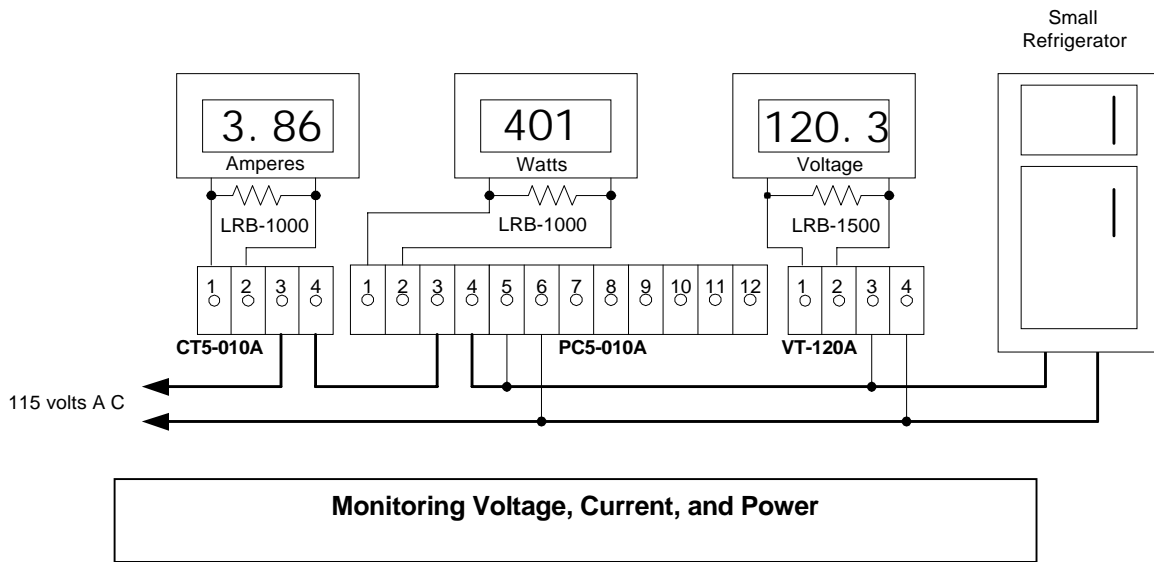 Small
Refrigerator
3. 86
401
120. 3
Amperes
Watts
Voltage
LRB-1000
LRB-1000
LRB-1500
1 2 3 4
1 2 3 4 5 6 7 8 9 10 11 12
1 2 3 4
CT5-010A
PC5-010A
VT-120A
115 volts A C
Monitoring Voltage, Current, and Power